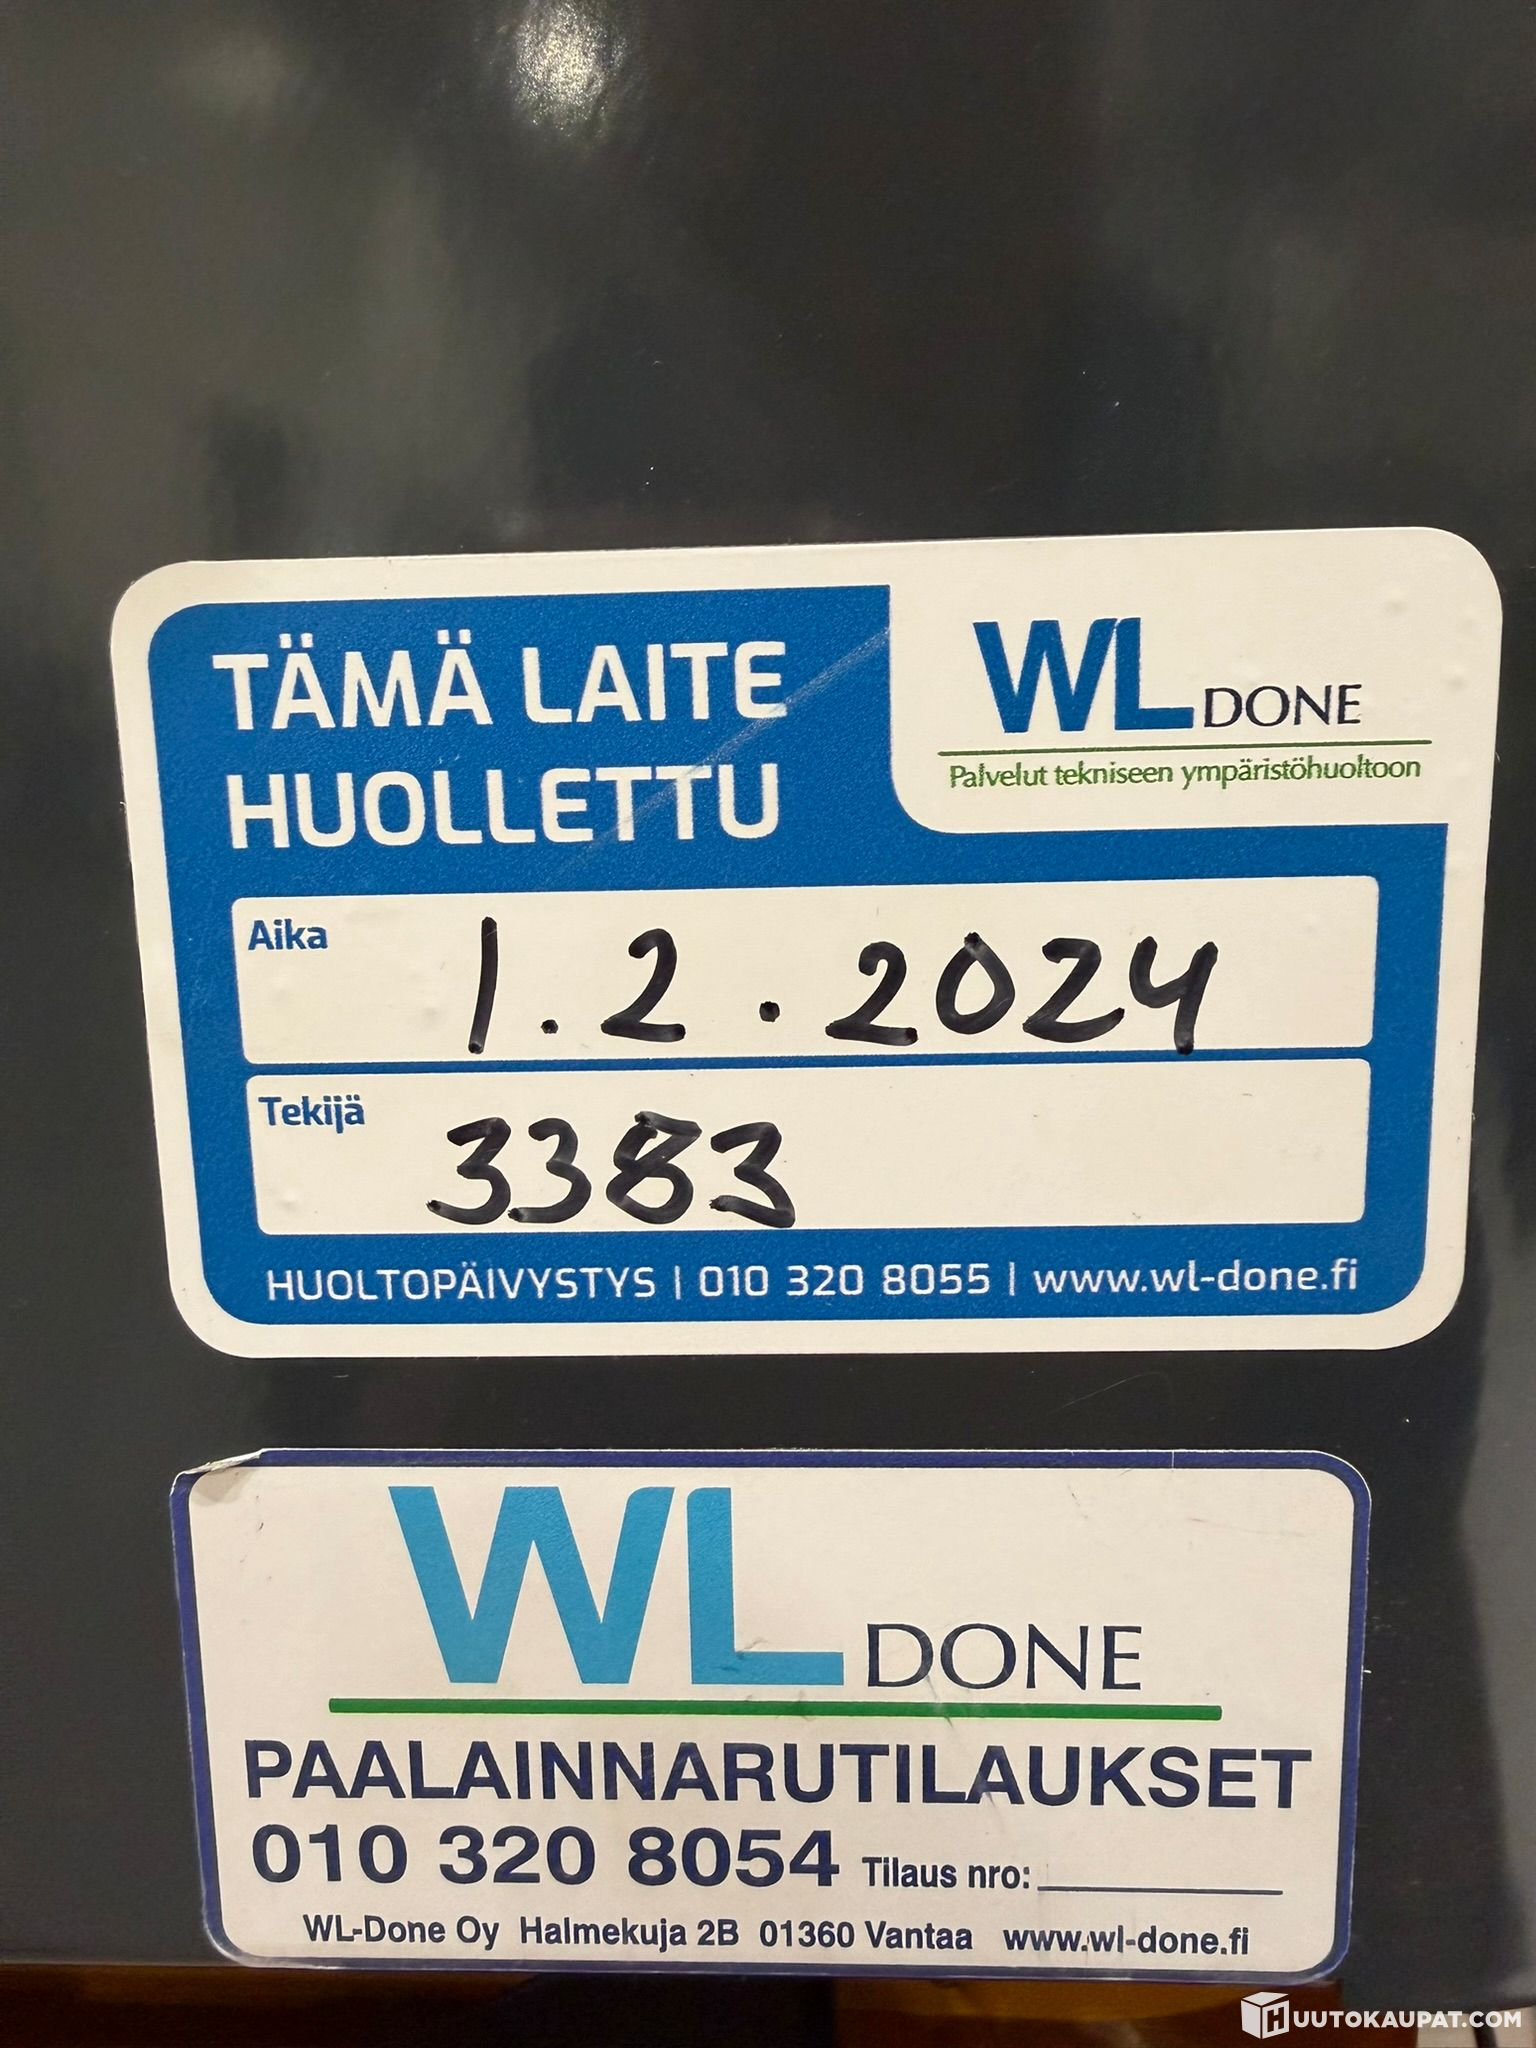 TÄMÄ LAITE
HUOLLETTU
WL DONE
Palvelut tekniseen ympäristöhuoltoon
Aika 1.2.2024
Tekijä 3383
HUOLTOPÄIVYSTYS | 010 320 8055 | www.wl-done.fi
WL DONE
PAALAINNARUTILAUKSET
010 320 8054 Tilaus nro:
WL-Done Oy Halmekuja 2B 01360 Vantaa www.wl-done.fi
HUUTOKAUPAT.COM